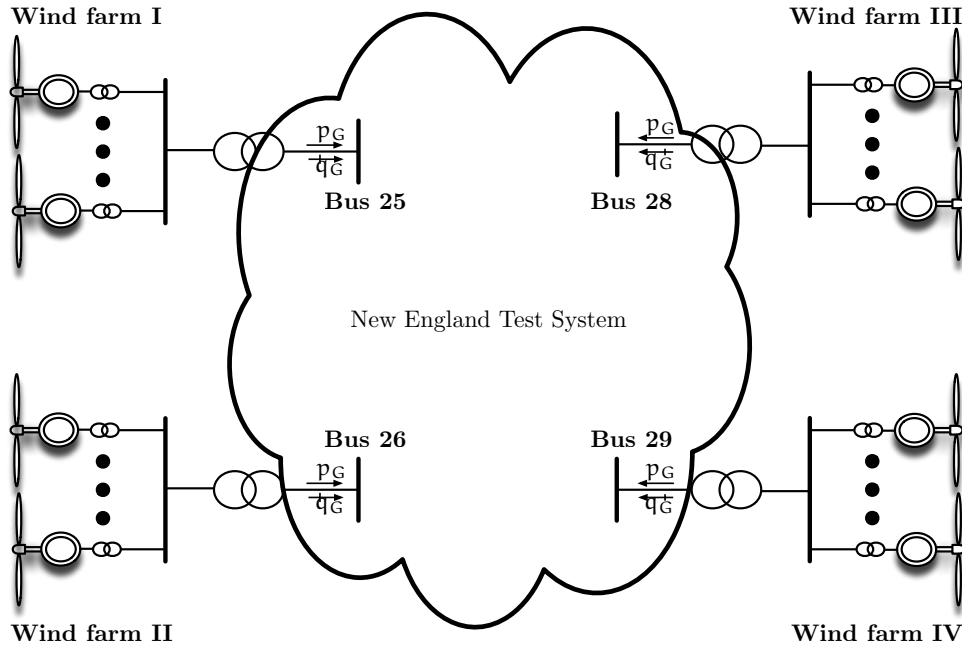 Wind farm I
Wind farm III
pG
qG
Bus 25
pG
qG
Bus 28
New England Test System
Bus 26
pG
qG
Bus 29
pG
qG
Wind farm II
Wind farm IV